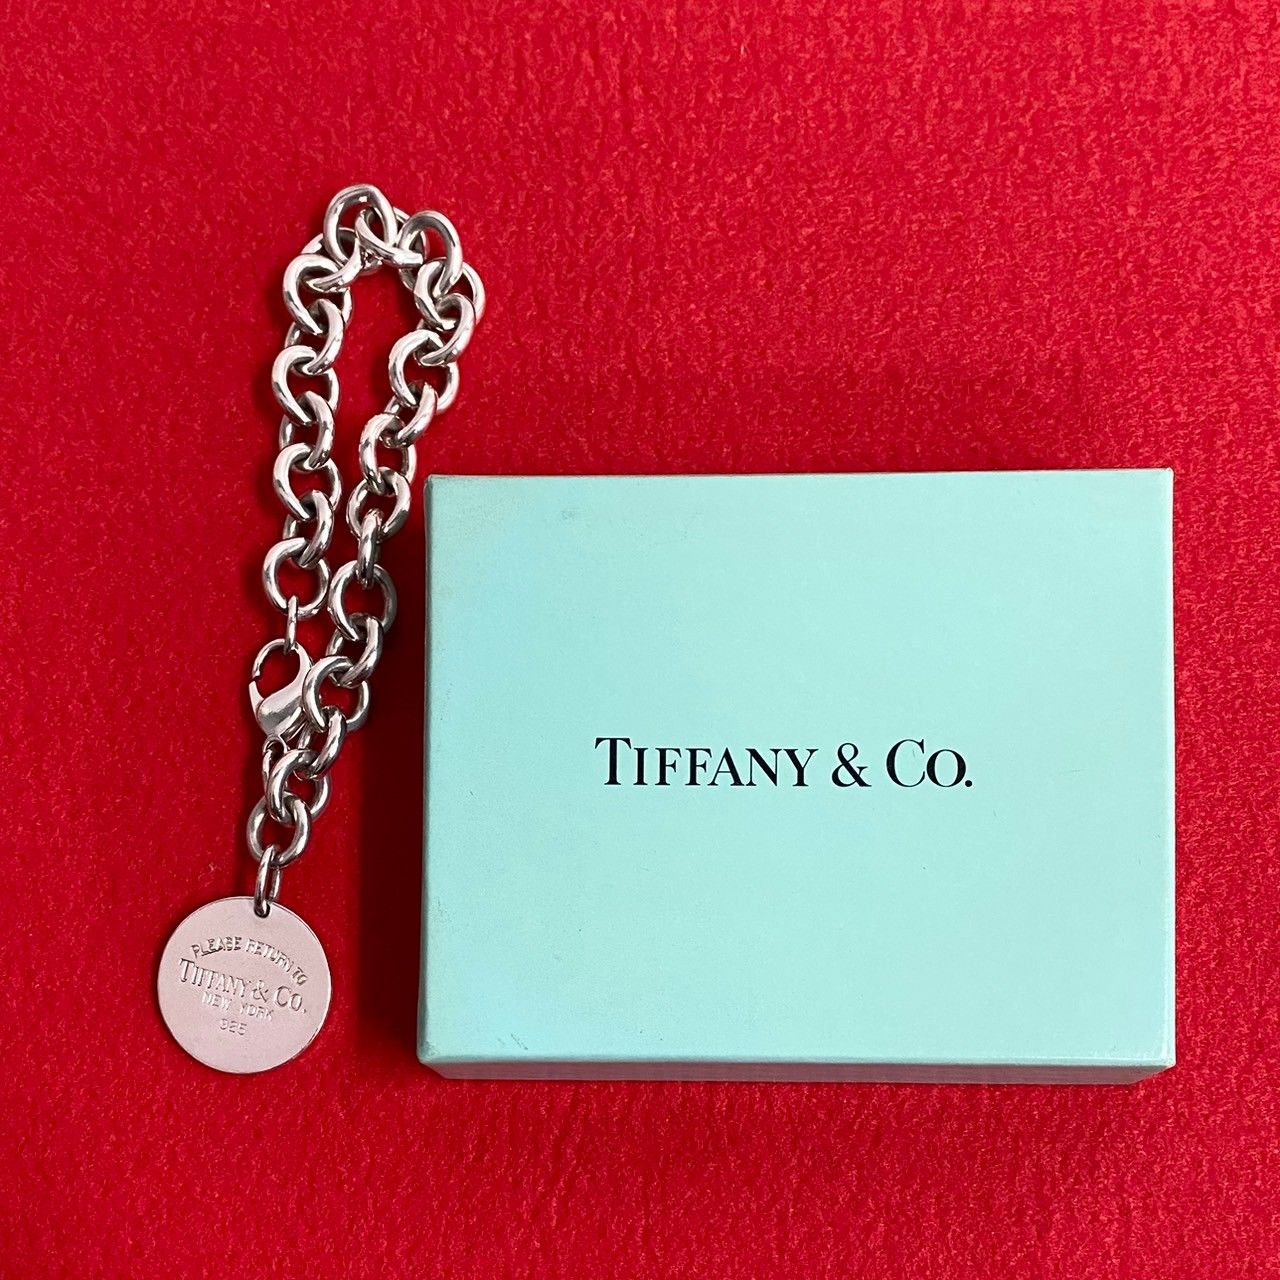 TIFFANY & CO.
PLEASE RETURN TO
TIFFANY & CO.
NEW YORK
925